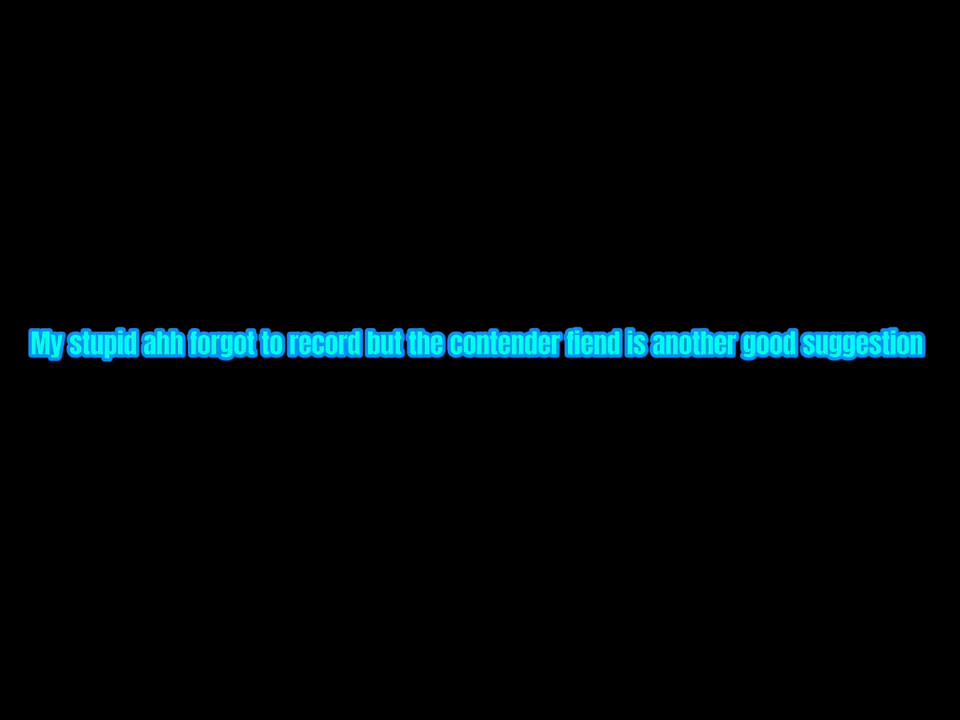 My stupid ahh forgot to record but the contender fiend is another good suggestion